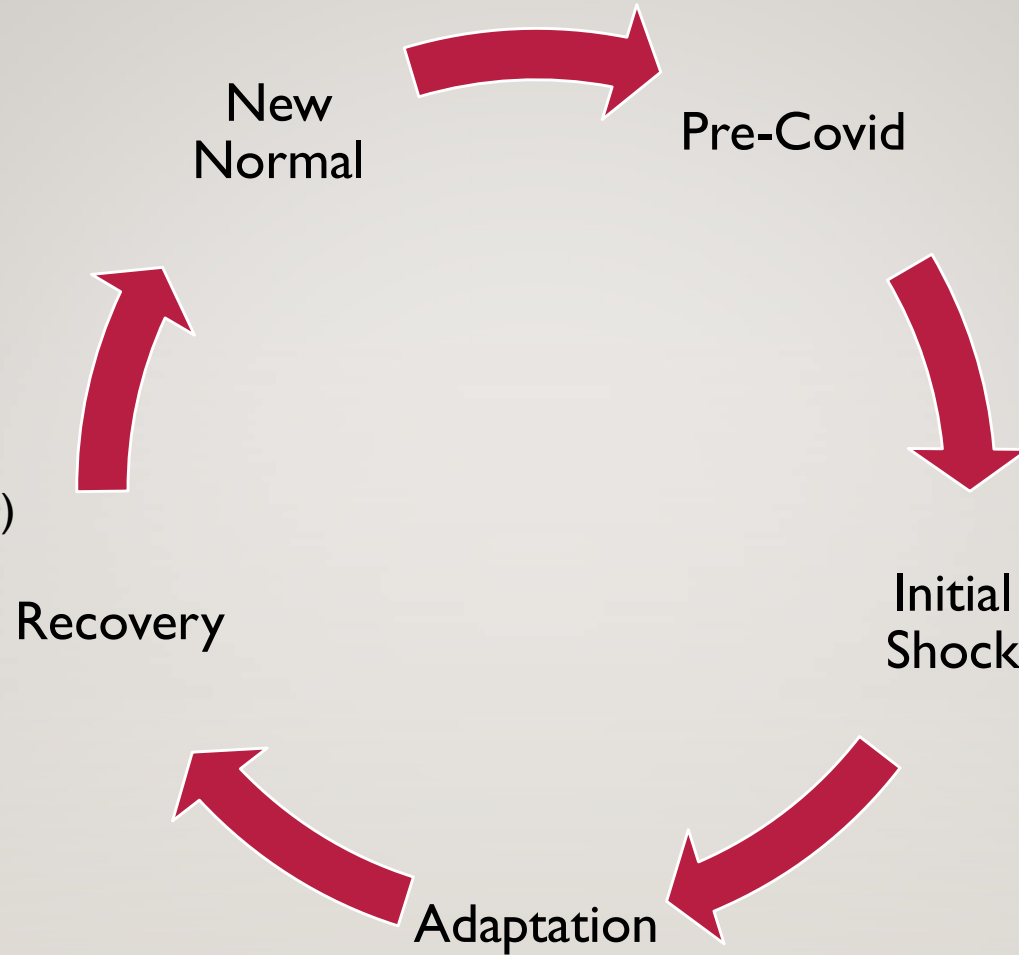 New
Normal
Pre-Covid
)
Recovery
Initial
Shock
Adaptation